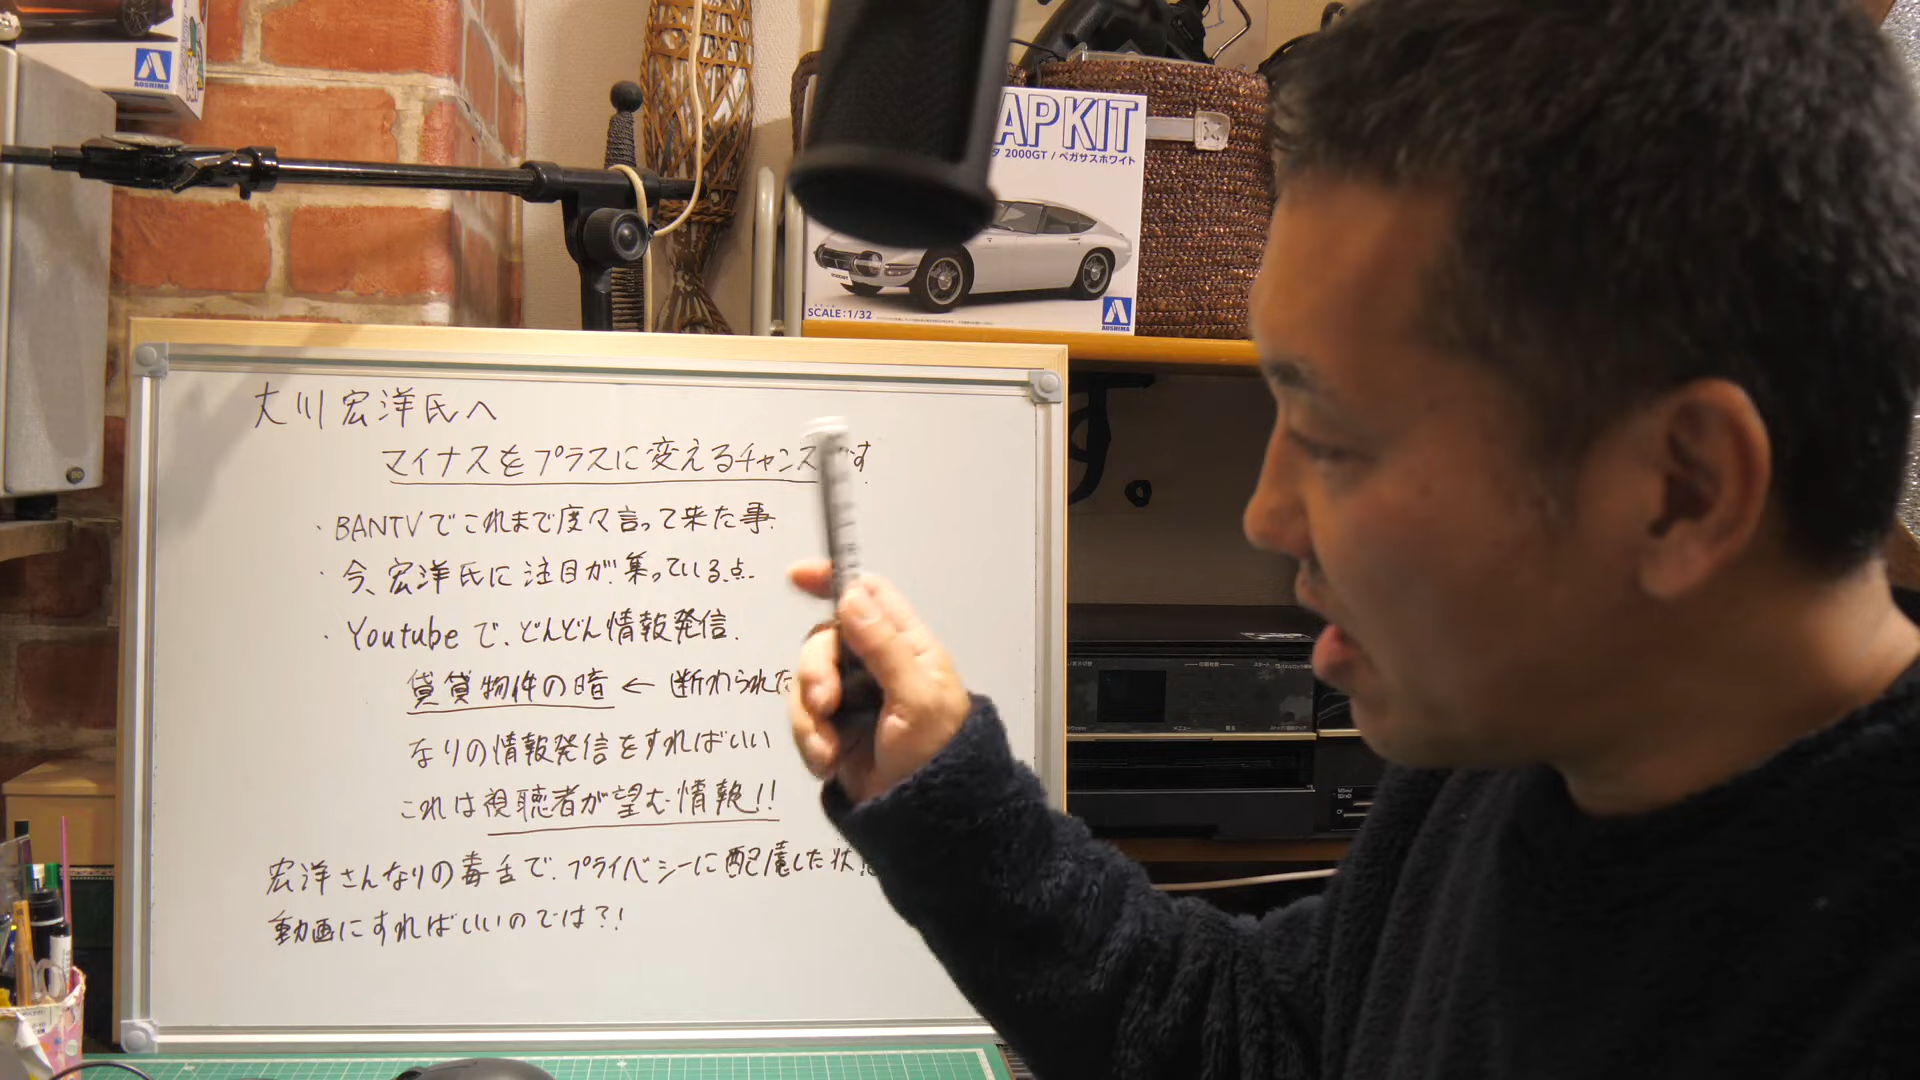 AOSHIMA
APKIT
2000GT / ペガサスホワイト
SCALE:1/32
AOSHIMA
大川宏洋氏へ
マイナスをプラスに変えるチャンス す
・BANTVでこれまで度々言って来た事.
・今、宏洋氏に注目が集っている点.
・Youtubeで、どんどん情報発信.
貸貸物件の暗 ← 断わられた
なりの情報発信をすればいい
これは視聴者が望む情報!!
宏洋さんなりの毒舌で、プライバシーに配慮した状
動画にすればいいのでは?!